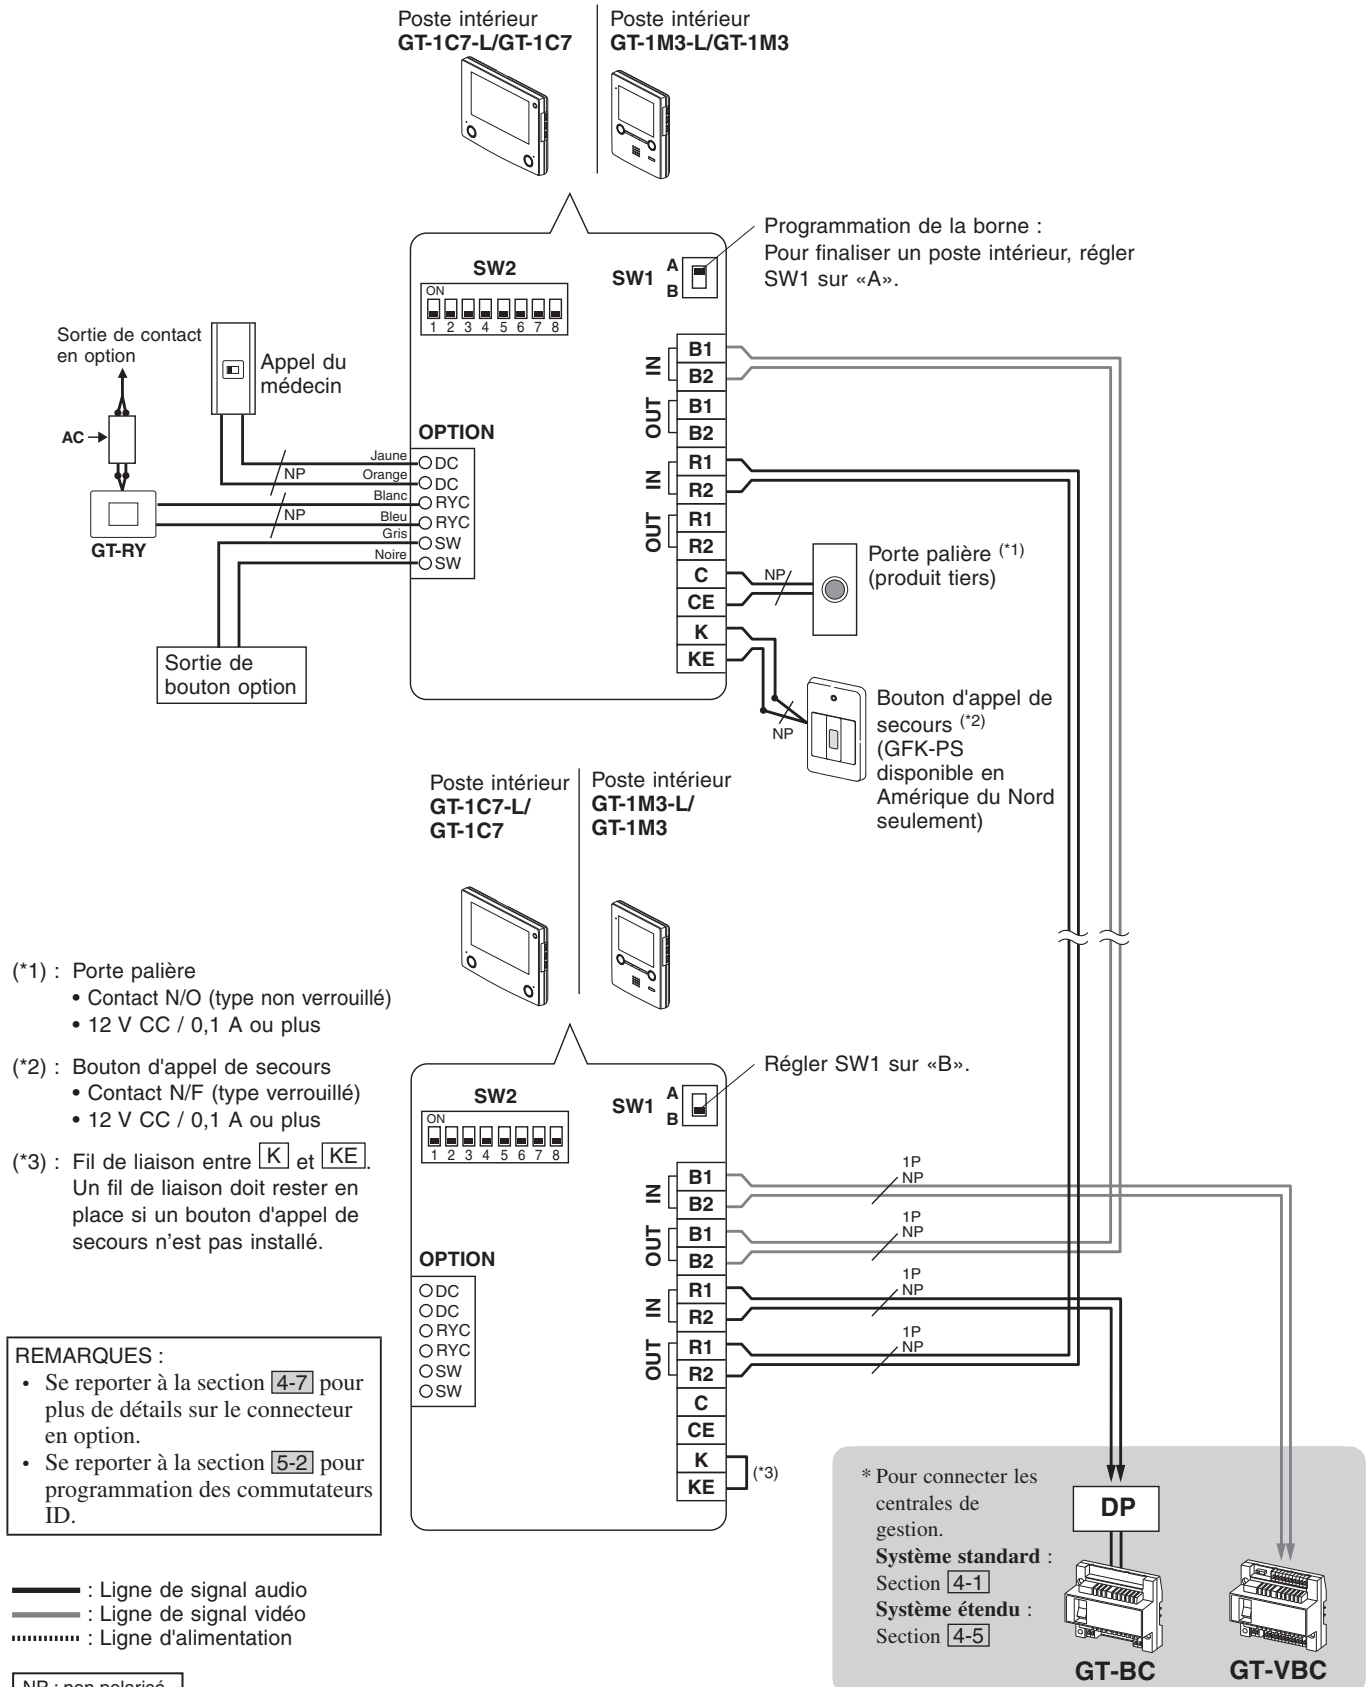 Poste intérieur
GT-1C7-L/GT-1C7
Poste intérieur
GT-1M3-L/GT-1M3
Programmation de la borne :
Pour finaliser un poste intérieur, régler
SW1 sur «A».
SW2
ON
1 2 3 4 5 6 7 8
SW1
A
B
Sortie de contact
en option
AC
GT-RY
Appel du
médecin
NP
NP
Jaune
Orange
Blanc
Bleu
Gris
Noire
OPTION
DC
DC
RYC
RYC
SW
SW
Sortie de
bouton option
IN
B1
B2
OUT
B1
B2
IN
R1
R2
OUT
R1
R2
C
CE
K
KE
NP
Porte palière (*1)
(produit tiers)
NP
Bouton d'appel de
secours (*2)
(GFK-PS
disponible en
Amérique du Nord
seulement)
Poste intérieur
GT-1C7-L/
GT-1C7
Poste intérieur
GT-1M3-L/
GT-1M3
(*1) : Porte palière
• Contact N/O (type non verrouillé)
• 12 V CC / 0,1 A ou plus
(*2) : Bouton d'appel de secours
• Contact N/F (type verrouillé)
• 12 V CC / 0,1 A ou plus
(*3) : Fil de liaison entre K et KE.
Un fil de liaison doit rester en
place si un bouton d'appel de
secours n’est pas installé.
Régler SW1 sur «B».
SW2
ON
1 2 3 4 5 6 7 8
SW1
A
B
OPTION
DC
DC
RYC
RYC
SW
SW
IN
B1
B2
OUT
B1
B2
IN
R1
R2
OUT
R1
R2
C
CE
K
KE
(*3)
1P
NP
1P
NP
1P
NP
1P
NP
REMARQUES :
• Se reporter à la section 4-7 pour
plus de détails sur le connecteur
en option.
• Se reporter à la section 5-2 pour
programmation des commutateurs
ID.
* Pour connecter les
centrales de
gestion.
Système standard :
Section 4-1
Système étendu :
Section 4-5
DP
GT-BC
GT-VBC
: Ligne de signal audio
: Ligne de signal vidéo
: Ligne d'alimentation
NP : non polarisé